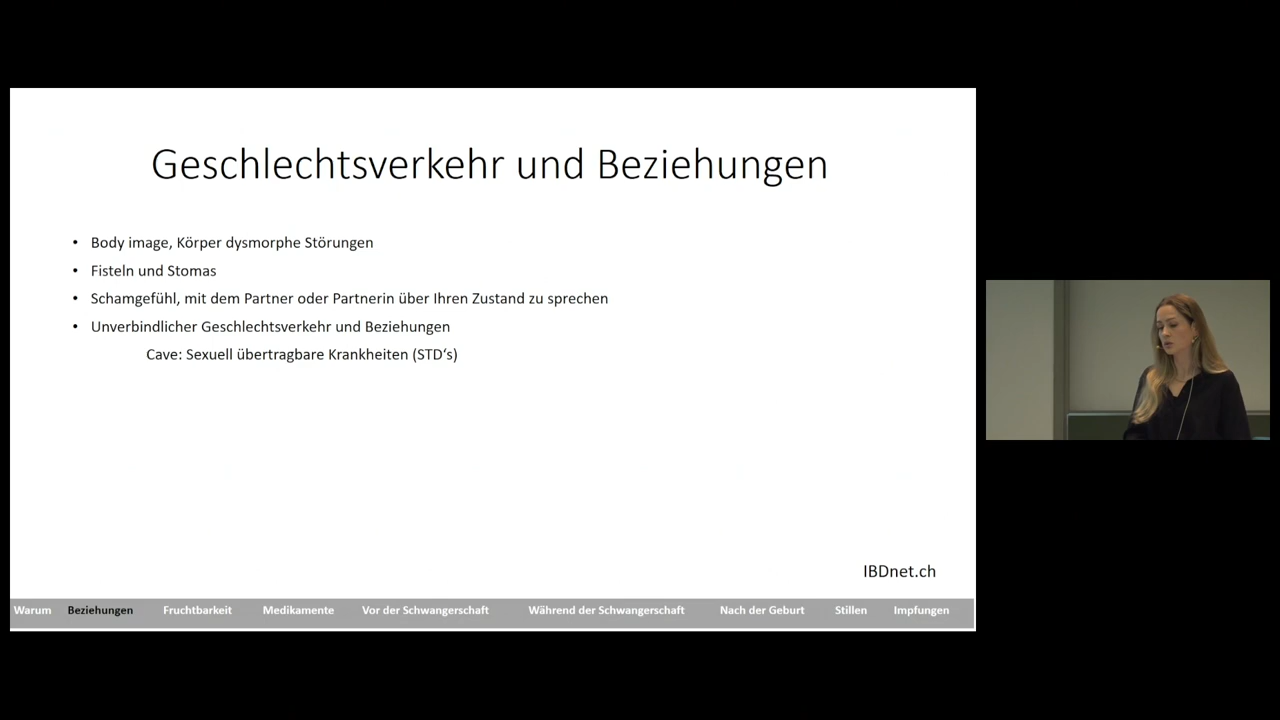 Geschlechtsverkehr und Beziehungen
• Body image, Körper dysmorphe Störungen
• Fisteln und Stomas
• Schamgefühl, mit dem Partner oder Partnerin über Ihren Zustand zu sprechen
• Unverbindlicher Geschlechtsverkehr und Beziehungen
Cave: Sexuell übertragbare Krankheiten (STD‘s)
IBDnet.ch
Warum Beziehungen Fruchtbarkeit Medikamente Vor der Schwangerschaft Während der Schwangerschaft Nach der Geburt Stillen Impfungen